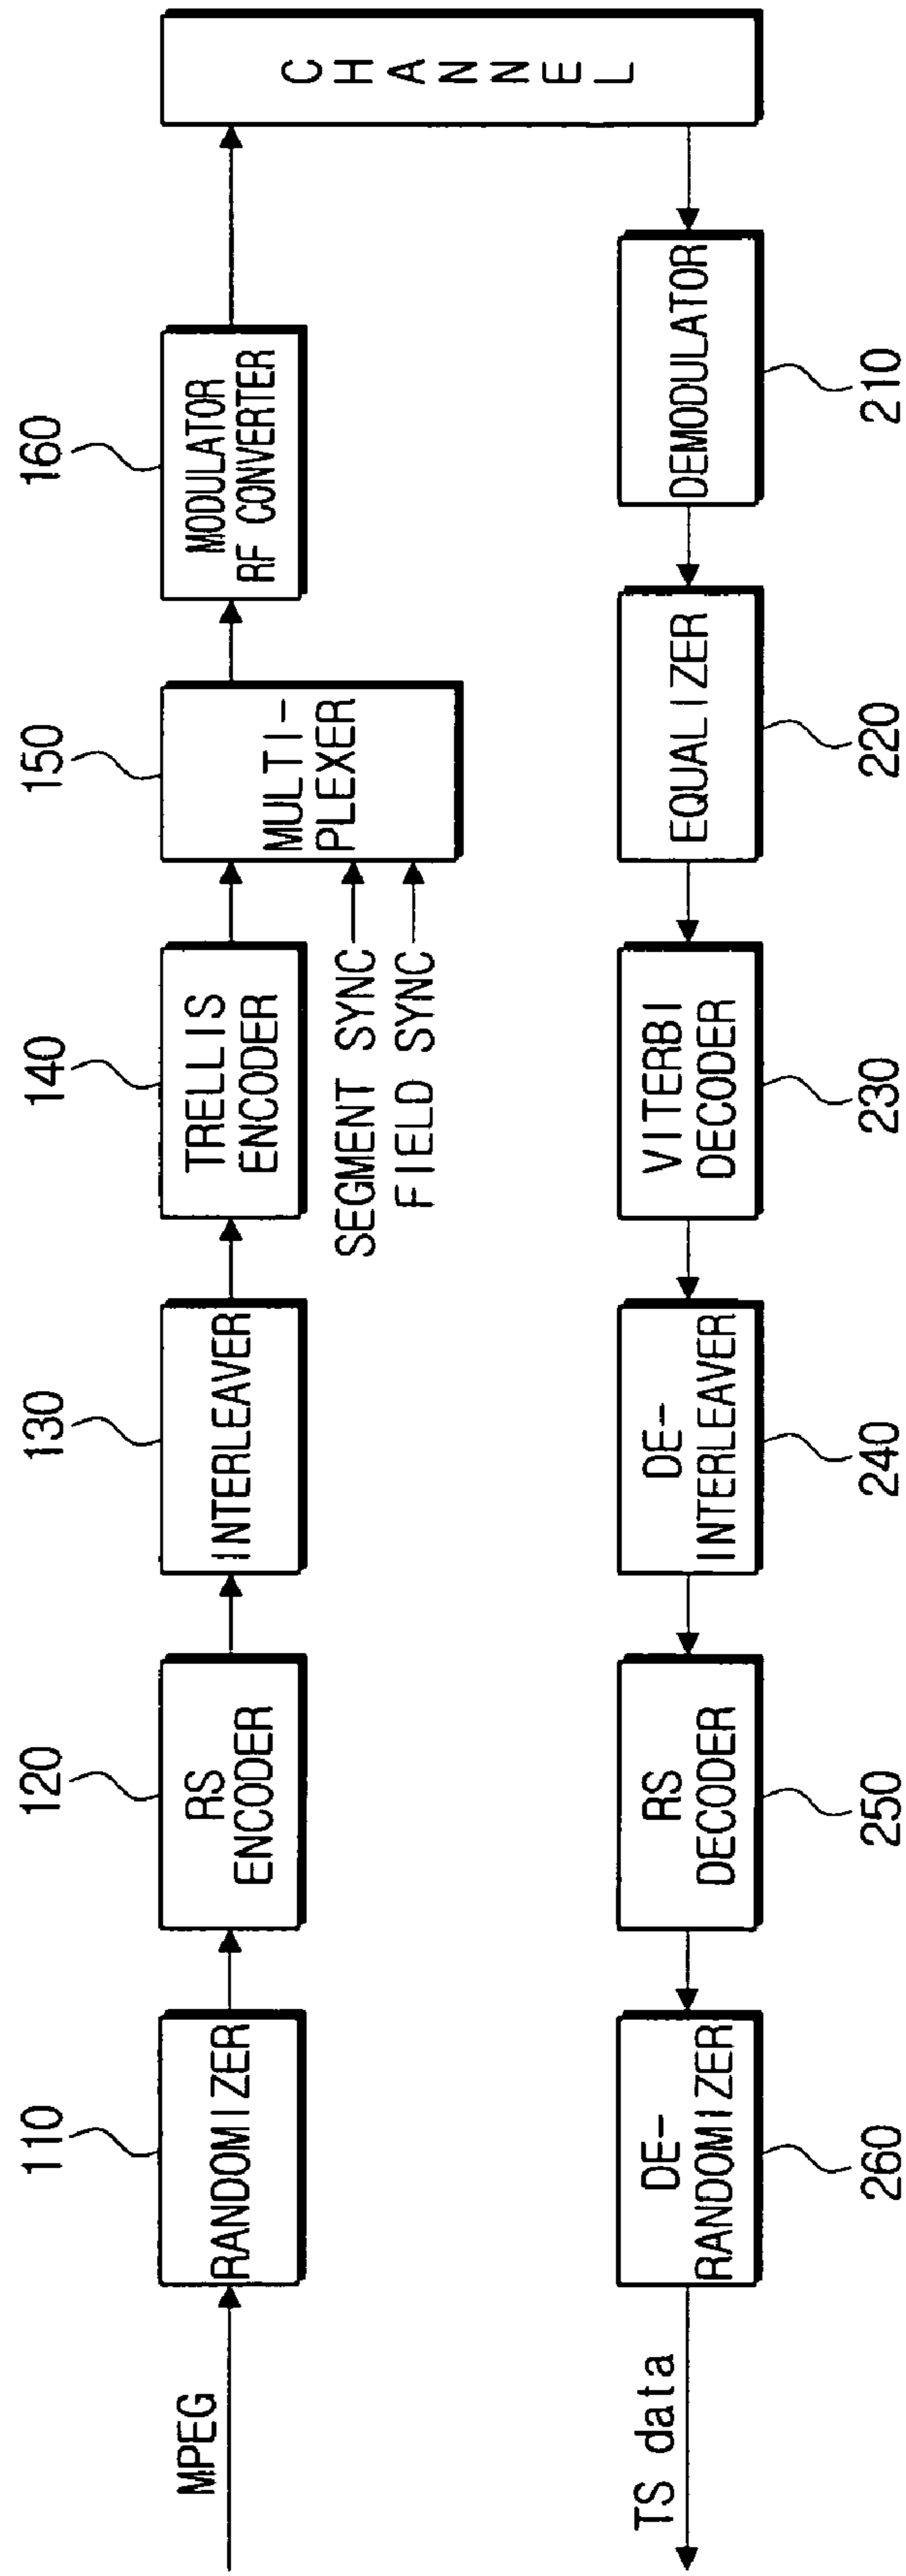 MPEG
110
RANDOMIZER
120
RS
ENCODER
130
INTERLEAVER
140
TRELLIS
ENCODER
SEGMENT SYNC
FIELD SYNC
150
MULTI-
PLEXER
160
MODULATOR
RF CONVERTER
CHANNEL
DEMODULATOR
210
EQUALIZER
220
VITERBI
DECODER
230
DE-
INTERLEAVER
240
RS
DECODER
250
DE-
RANDOMIZER
260
TS data